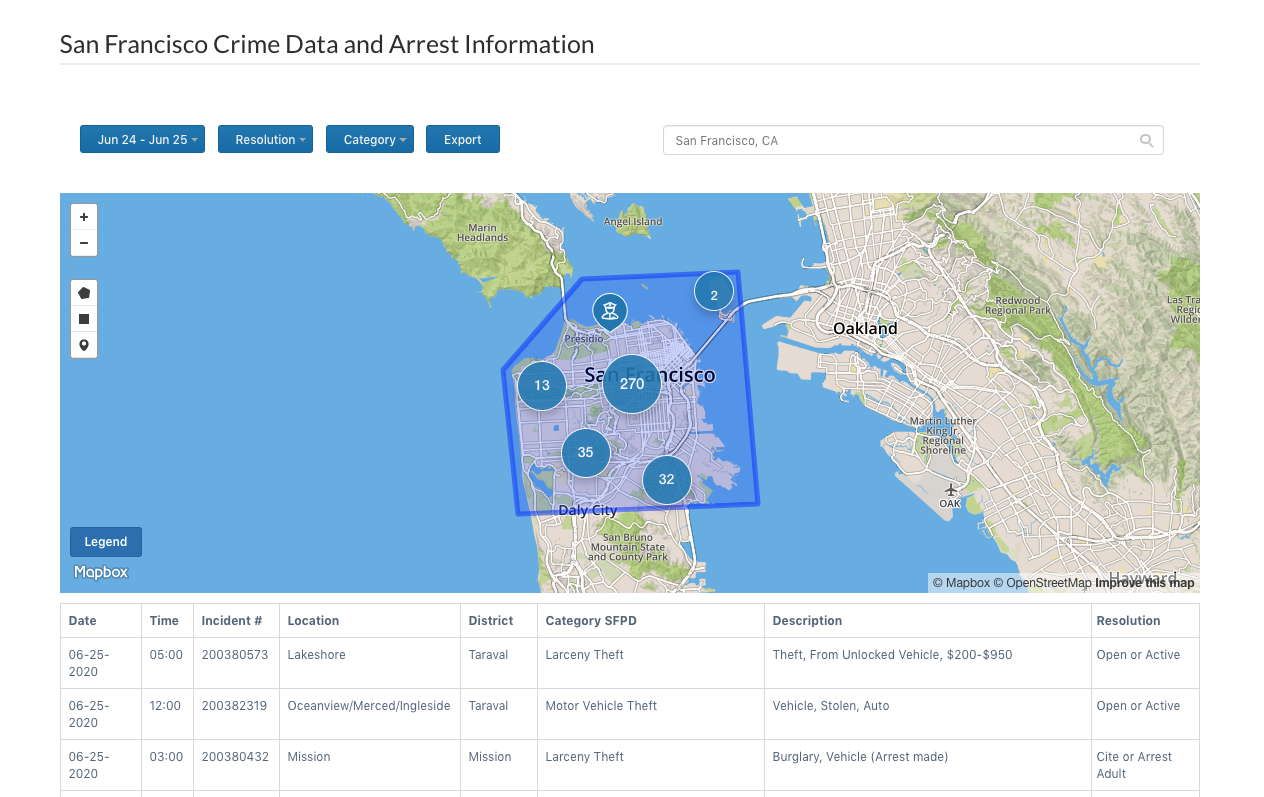 San Francisco Crime Data and Arrest Information
Jun 24 - Jun 25 Resolution Category Export San Francisco, CA
+
−
Angel Island
Marin
Headlands
2
Redwood
Regional Park
Las Tra
Regio
Wilder
Oakland
Presidio
San Francisco
13
270
Martin Luther
King Jr.
Regional
Shoreline
35
32
OAK
Daly City
San Bruno
Mountain State
and County Park
Legend
Mapbox
Hayward
© Mapbox © OpenStreetMap Improve this map
Date Time Incident # Location District Category SFPD Description Resolution
06-25-
2020 05:00 200380573 Lakeshore Taraval Larceny Theft Theft, From Unlocked Vehicle, $200-$950 Open or Active
06-25-
2020 12:00 200382319 Oceanview/Merced/Ingleside Taraval Motor Vehicle Theft Vehicle, Stolen, Auto Open or Active
06-25-
2020 03:00 200380432 Mission Mission Larceny Theft Burglary, Vehicle (Arrest made) Cite or Arrest
Adult